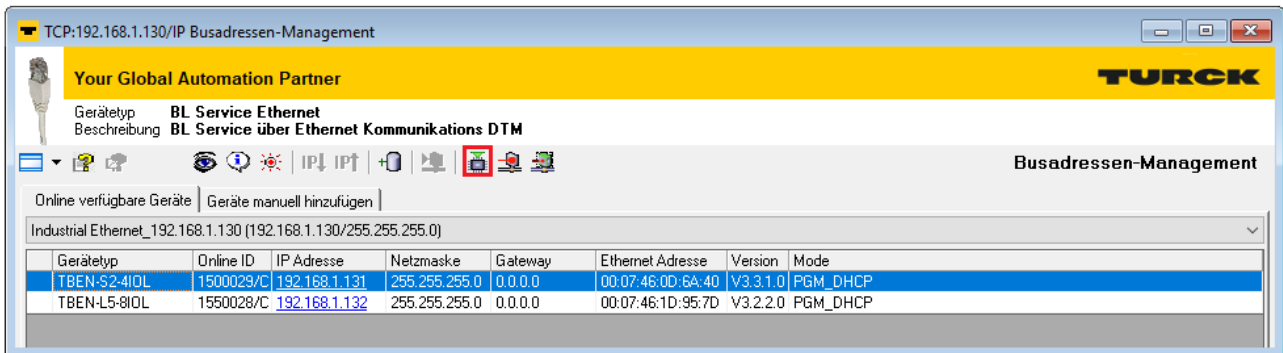 TCP:192.168.1.130/IP Busadressen-Management
Your Global Automation Partner
TURCK
Gerätetyp BL Service Ethernet
Beschreibung BL Service über Ethernet Kommunikations DTM
IP IP Busadressen-Management
Online verfügbare Geräte Geräte manuell hinzufügen
Industrial Ethernet_192.168.1.130 (192.168.1.130/255.255.255.0)
Gerätetyp Online ID IP Adresse Netzmaske Gateway Ethernet Adresse Version Mode
TBEN-S2-4IOL 1500029/C 192.168.1.131 255.255.255.0 0.0.0.0 00:07:46:0D:6A:40 V3.3.1.0 PGM_DHCP
TBEN-L5-8IOL 1550028/C 192.168.1.132 255.255.255.0 0.0.0.0 00:07:46:1D:95:7D V3.2.2.0 PGM_DHCP